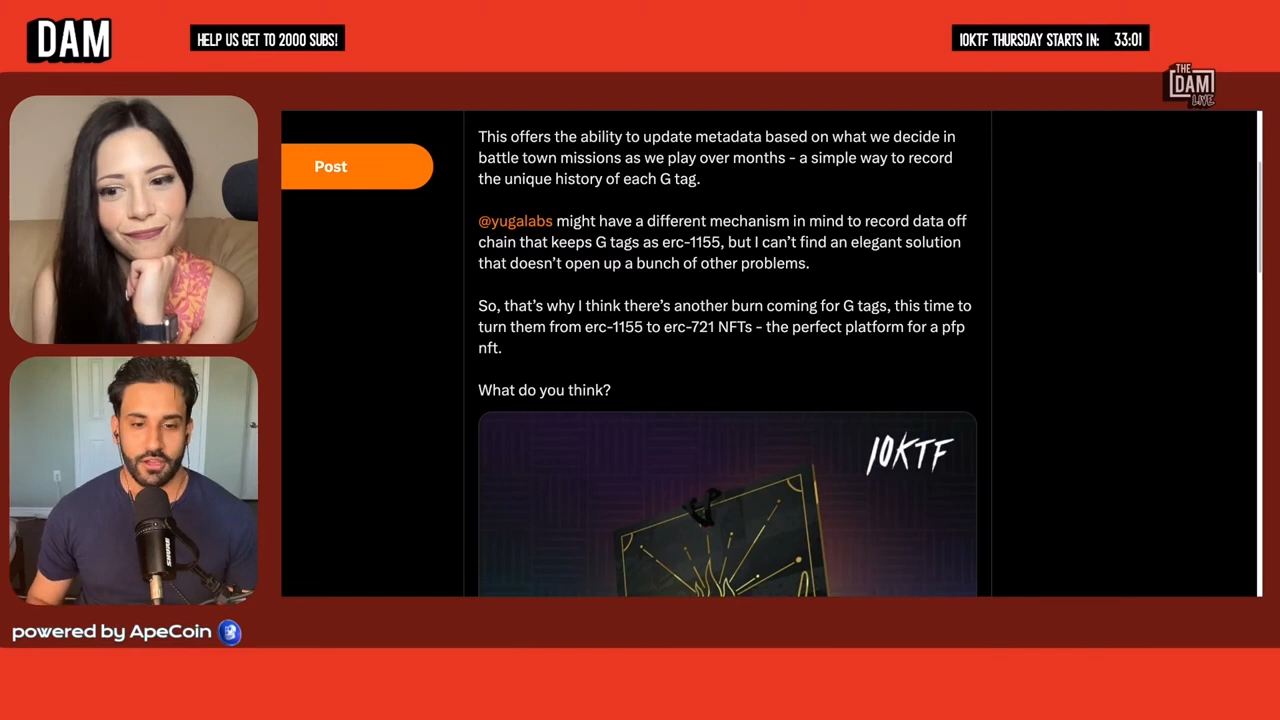 DAM
HELP US GET TO 2000 SUBS!
10KTF THURSDAY STARTS IN: 33:01
THE
DAM
LIVE
Post
This offers the ability to update metadata based on what we decide in
battle town missions as we play over months - a simple way to record
the unique history of each G tag.
@yugalabs might have a different mechanism in mind to record data off
chain that keeps G tags as erc-1155, but I can’t find an elegant solution
that doesn’t open up a bunch of other problems.
So, that’s why I think there’s another burn coming for G tags, this time to
turn them from erc-1155 to erc-721 NFTs - the perfect platform for a pfp
nft.
What do you think?
10KTF
SHURE
powered by ApeCoin